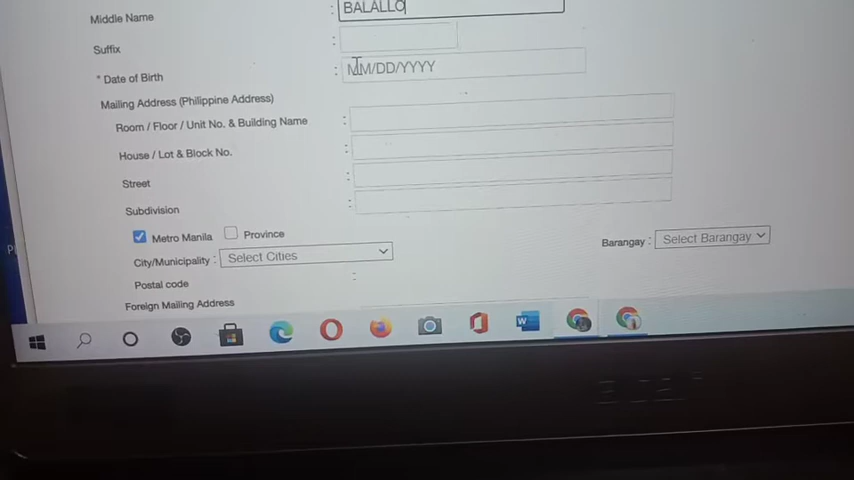 Middle Name : BALALLO
Suffix :
* Date of Birth : MM/DD/YYYY
Mailing Address (Philippine Address)
Room / Floor / Unit No. & Building Name :
House / Lot & Block No. :
Street :
Subdivision :
Metro Manila Province
City/Municipality : Select Cities Barangay : Select Barangay
Postal code :
Foreign Mailing Address